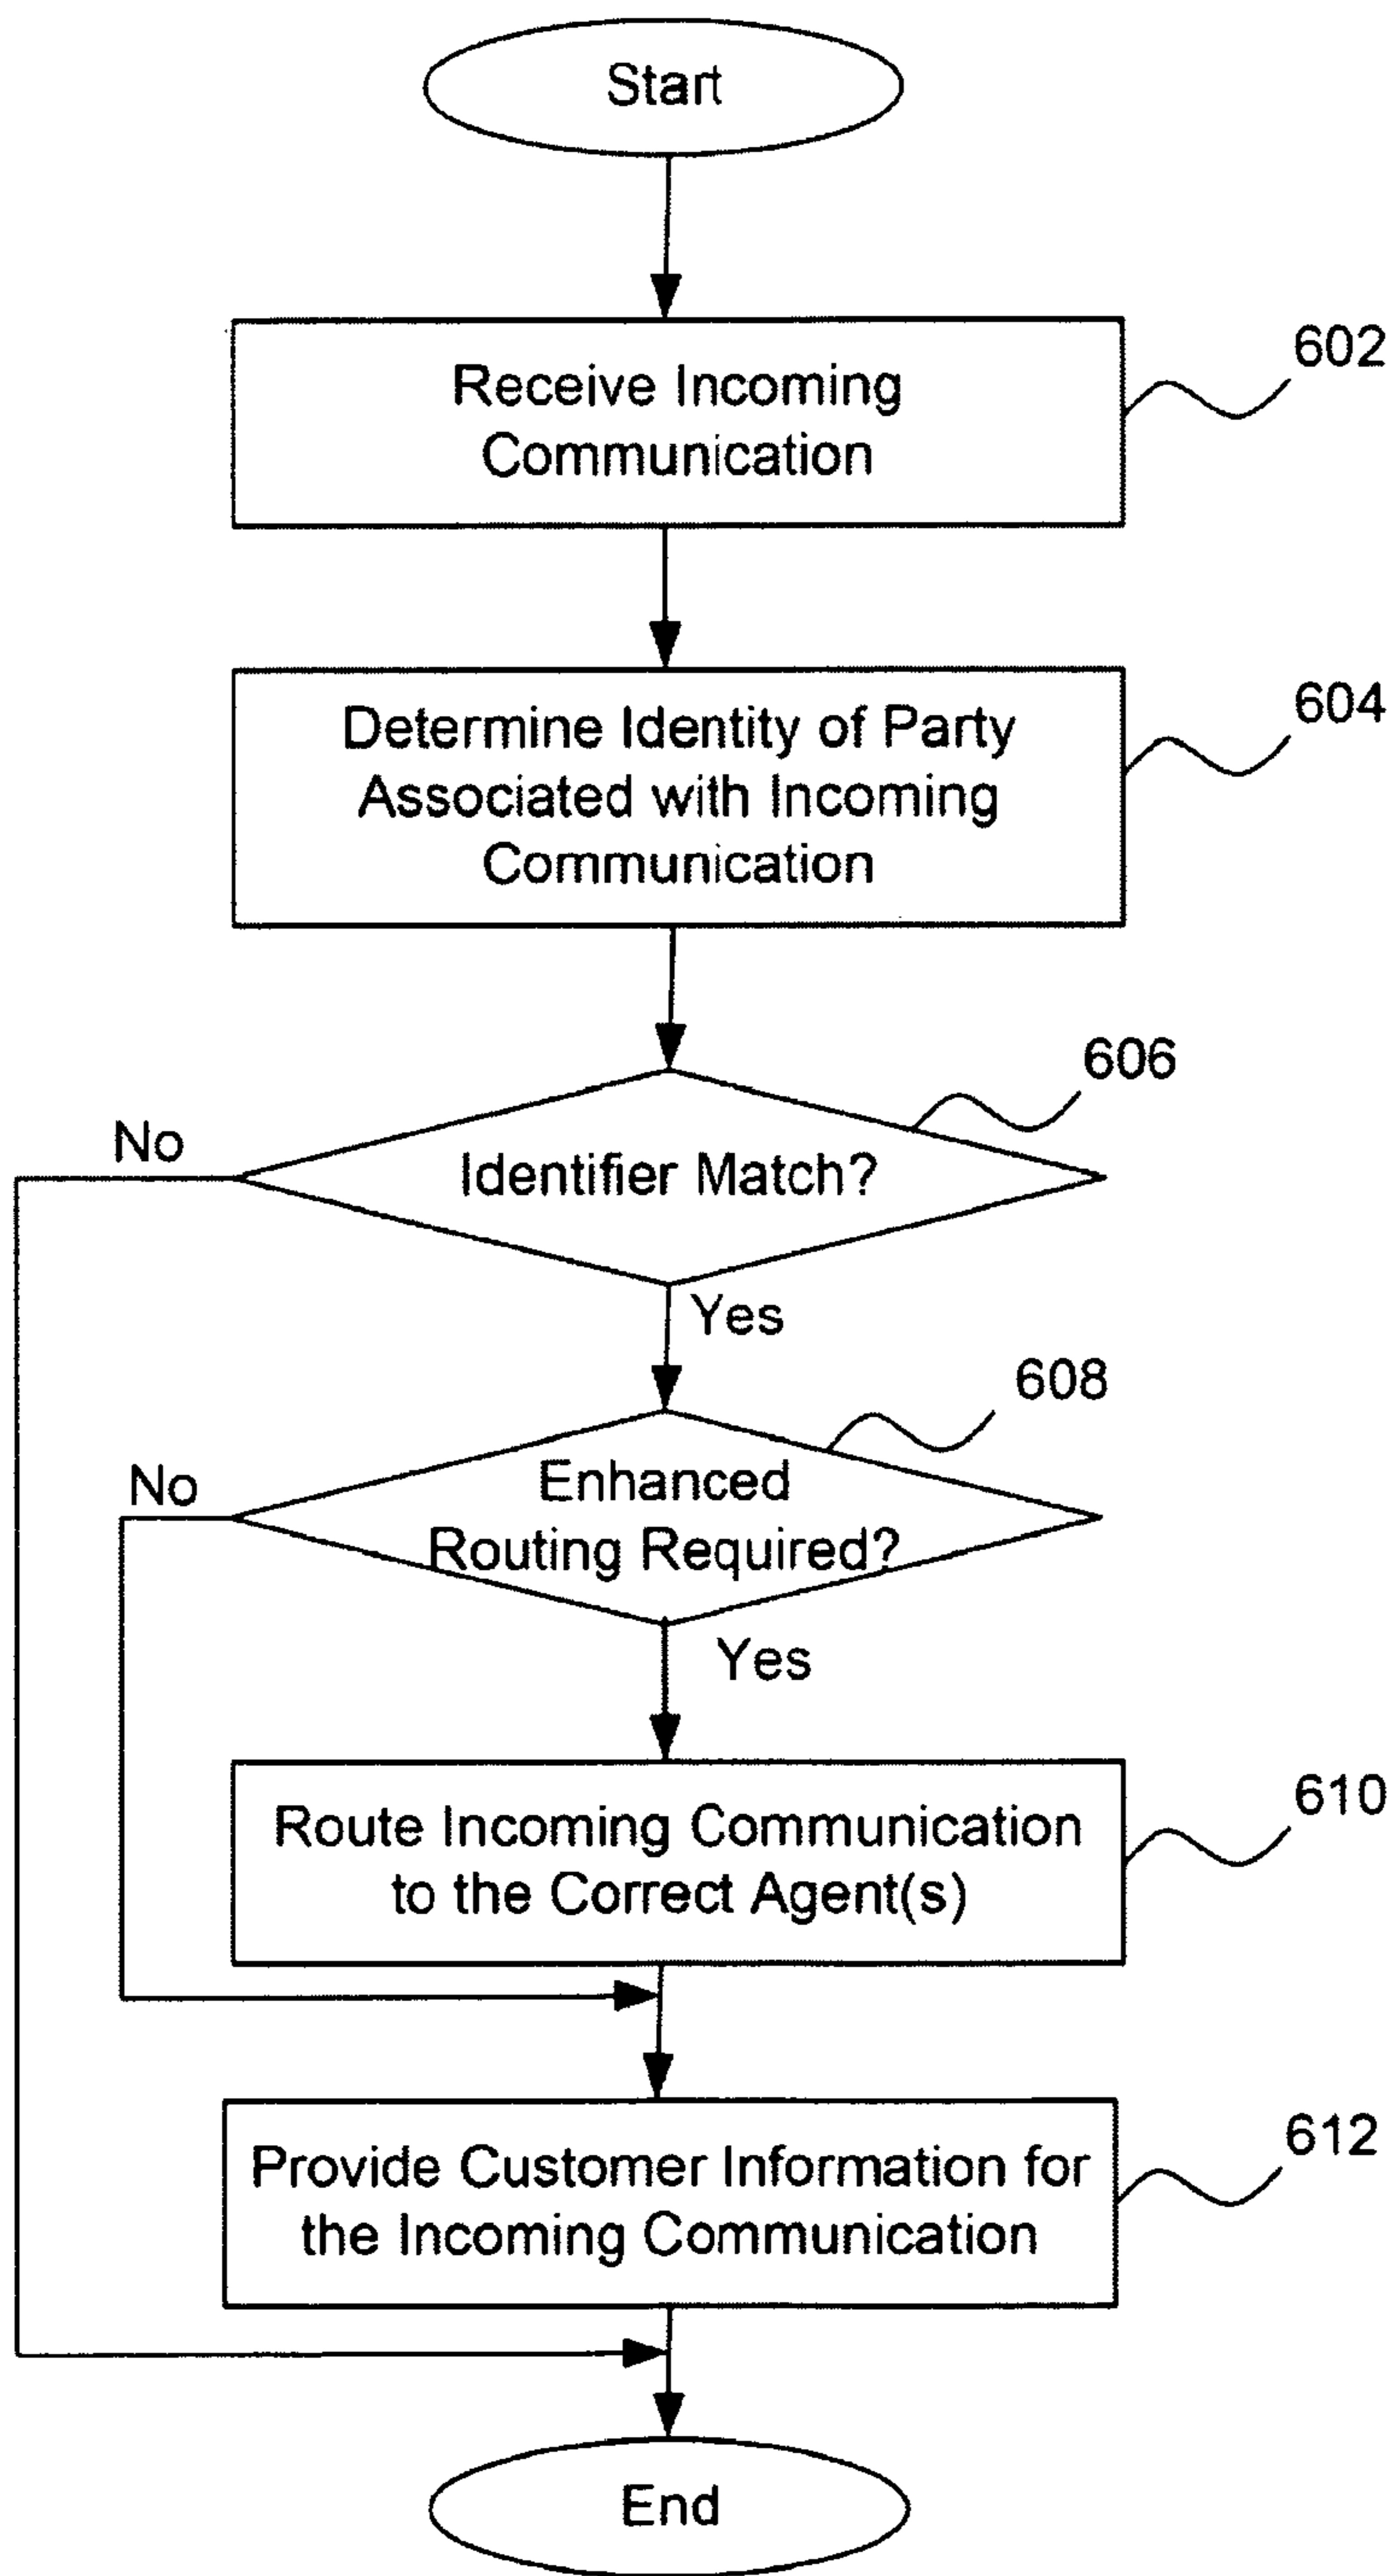 Start
Receive Incoming
Communication
602
Determine Identity of Party
Associated with Incoming
Communication
604
606
No
Identifier Match?
Yes
608
No
Enhanced
Routing Required?
Yes
Route Incoming Communication
to the Correct Agent(s)
610
Provide Customer Information for
the Incoming Communication
612
End